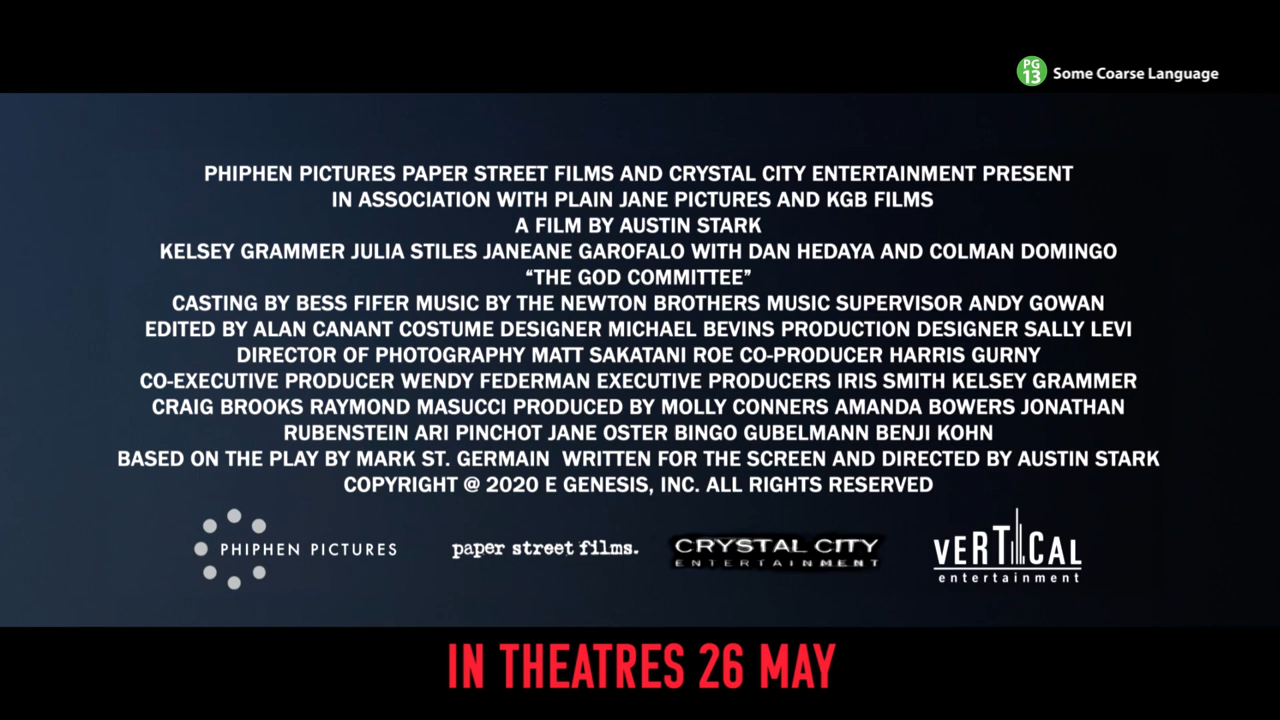 PG
13
Some Coarse Language
PHIPHEN PICTURES PAPER STREET FILMS AND CRYSTAL CITY ENTERTAINMENT PRESENT
IN ASSOCIATION WITH PLAIN JANE PICTURES AND KGB FILMS
A FILM BY AUSTIN STARK
KELSEY GRAMMER JULIA STILES JANEANE GAROFALO WITH DAN HEDAYA AND COLMAN DOMINGO
“THE GOD COMMITTEE”
CASTING BY BESS FIFER MUSIC BY THE NEWTON BROTHERS MUSIC SUPERVISOR ANDY GOWAN
EDITED BY ALAN CANANT COSTUME DESIGNER MICHAEL BEVINS PRODUCTION DESIGNER SALLY LEVI
DIRECTOR OF PHOTOGRAPHY MATT SAKATANI ROE CO-PRODUCER HARRIS GURNY
CO-EXECUTIVE PRODUCER WENDY FEDERMAN EXECUTIVE PRODUCERS IRIS SMITH KELSEY GRAMMER
CRAIG BROOKS RAYMOND MASUCCI PRODUCED BY MOLLY CONNERS AMANDA BOWERS JONATHAN
RUBENSTEIN ARI PINCHOT JANE OSTER BINGO GUBELMANN BENJI KOHN
BASED ON THE PLAY BY MARK ST. GERMAIN  WRITTEN FOR THE SCREEN AND DIRECTED BY AUSTIN STARK
COPYRIGHT @ 2020 E GENESIS, INC. ALL RIGHTS RESERVED
PHIPHEN PICTURES
paper street films.
CRYSTAL CITY
ENTERTAINMENT
VERTICAL
entertainment
IN THEATRES 26 MAY